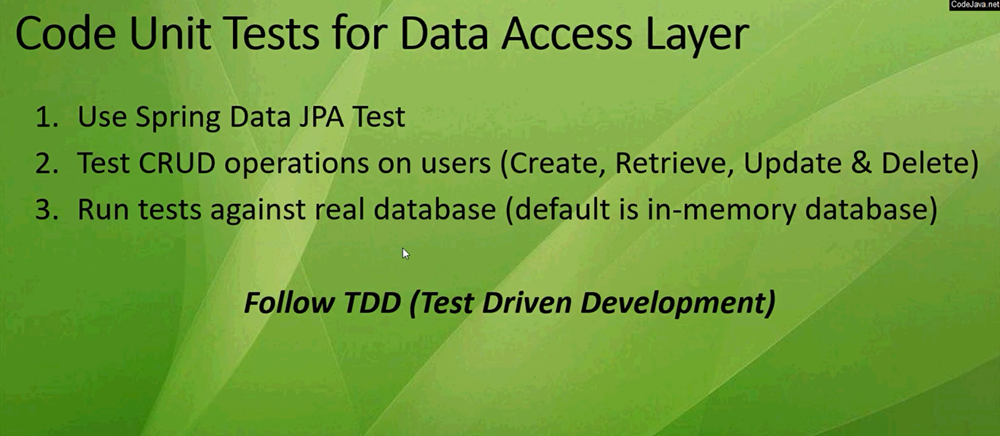 CodeJava.net
Code Unit Tests for Data Access Layer
1. Use Spring Data JPA Test
2. Test CRUD operations on users (Create, Retrieve, Update & Delete)
3. Run tests against real database (default is in-memory database)
Follow TDD (Test Driven Development)